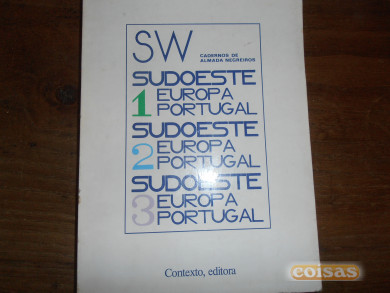 SW
CADERNOS DE
ALMADA NEGREIROS
SUDOESTE
1 EUROPA
PORTUGAL
SUDOESTE
2 EUROPA
PORTUGAL
SUDOESTE
3 EUROPA
PORTUGAL
Contexto, editora
coisas